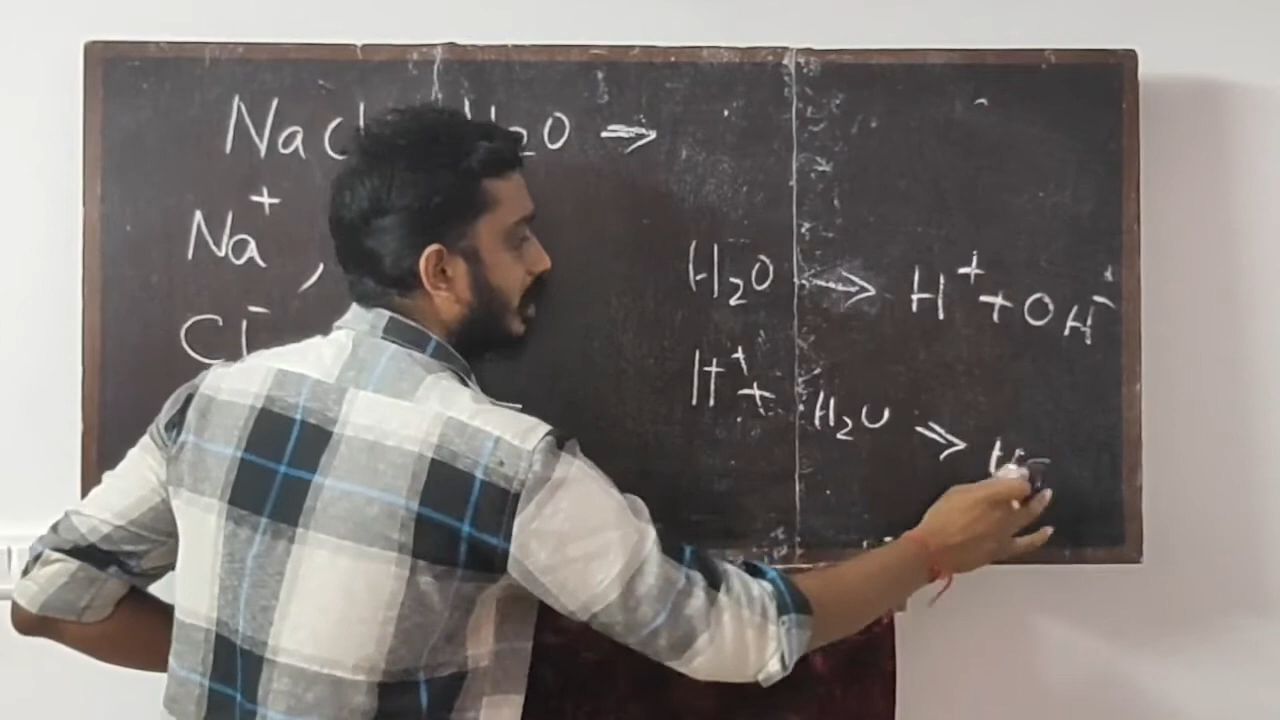 NaCl H₂O ⇒
Na⁺ ,
Cl⁻
H₂O ⇒ H⁺ + OH⁻
H⁺ + H₂O ⇒ H